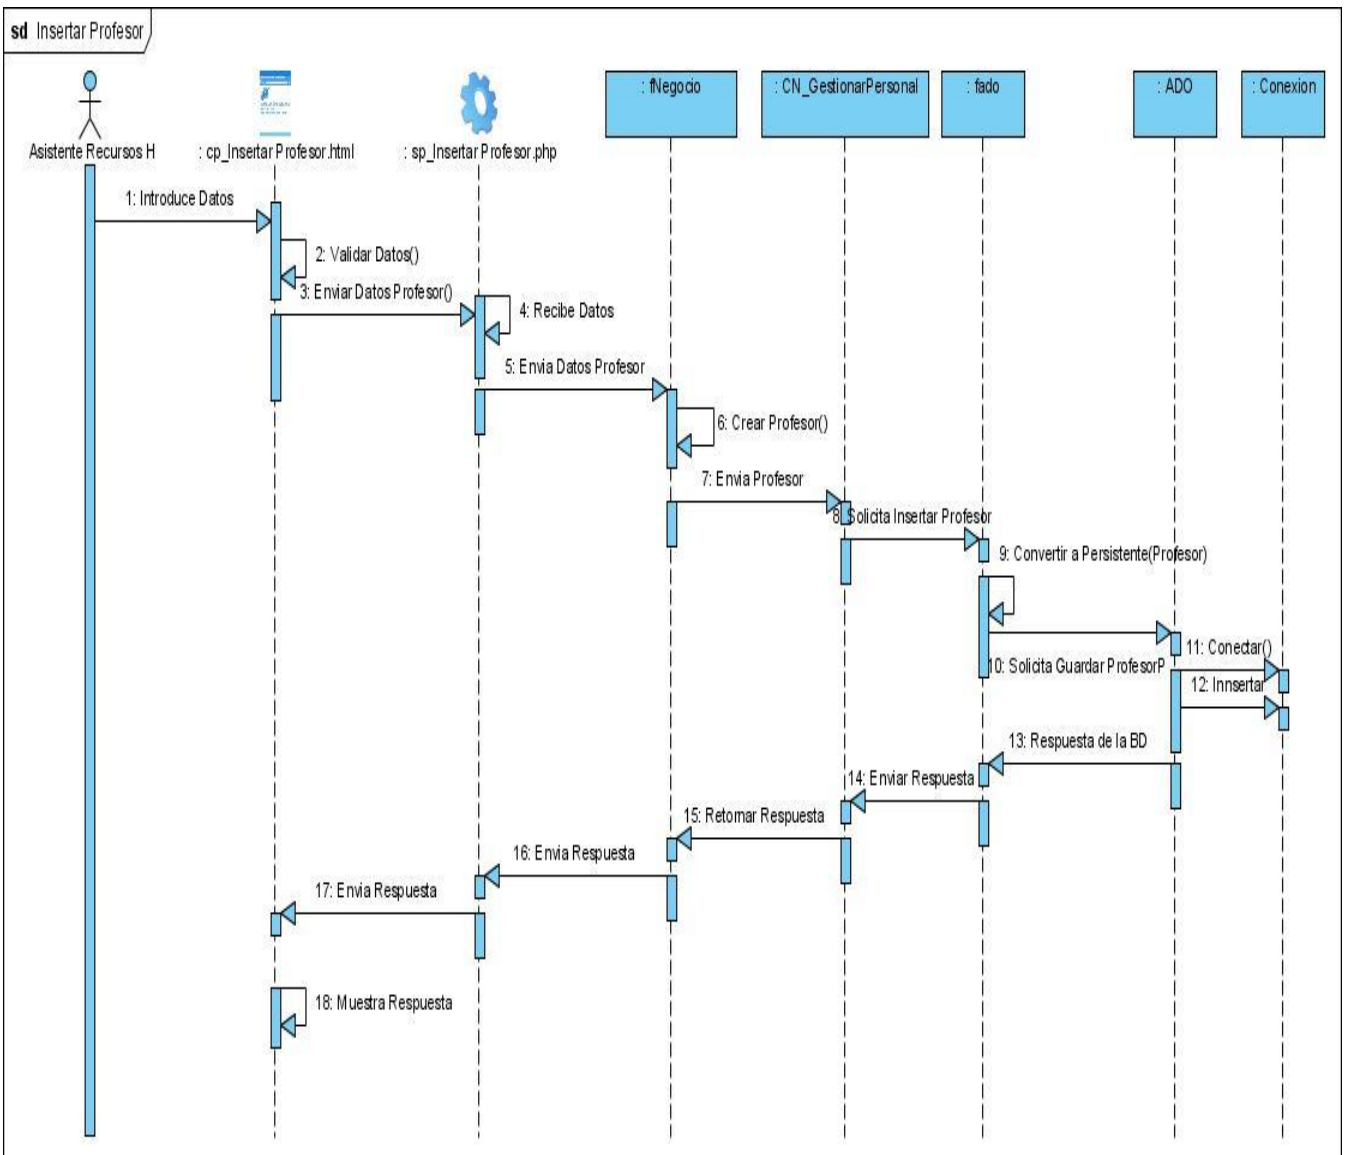 sd Insertar Profesor
Asistente Recursos H
: cp_Insertar Profesor.html
: sp_Insertar Profesor.php
: fNegocio
: CN_GestionarPersonal
: fado
: ADO
: Conexion
1: Introduce Datos
2: Validar Datos()
3: Enviar Datos Profesor()
4: Recibe Datos
5: Envia Datos Profesor
6: Crear Profesor()
7: Envia Profesor
8: Solicita Insertar Profesor
9: Convertir a Persistente(Profesor)
10: Solicita Guardar ProfesorP
11: Conectar()
12: Innsertar
13: Respuesta de la BD
14: Enviar Respuesta
15: Retornar Respuesta
16: Envia Respuesta
17: Envia Respuesta
18: Muestra Respuesta